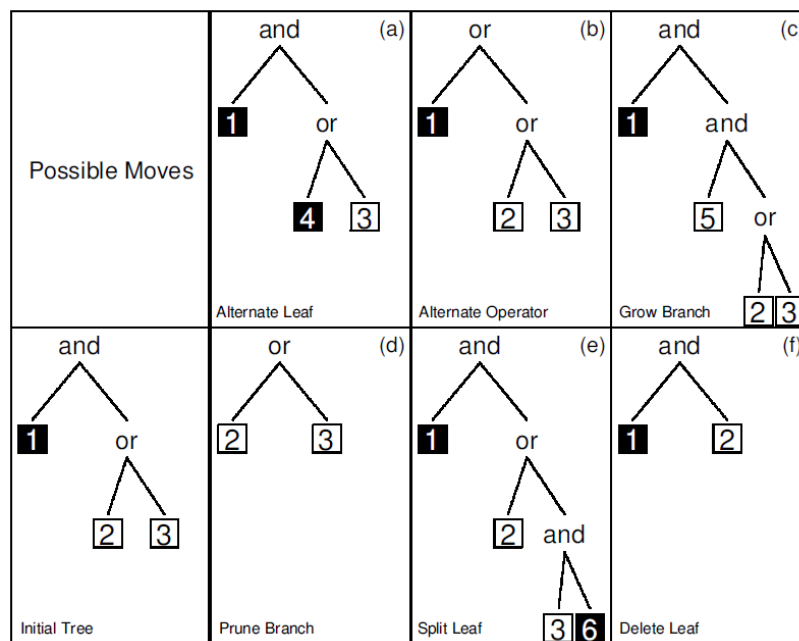 and (a)
1 or
4 3
Alternate Leaf
or (b)
1 or
2 3
Alternate Operator
and (c
1 and
5 or
2 3
Grow Branch
Possible Moves
and
1 or
2 3
Initial Tree
or (d)
2 3
Prune Branch
and (e)
1 or
2 and
3 6
Split Leaf
and (f)
1 2
Delete Leaf